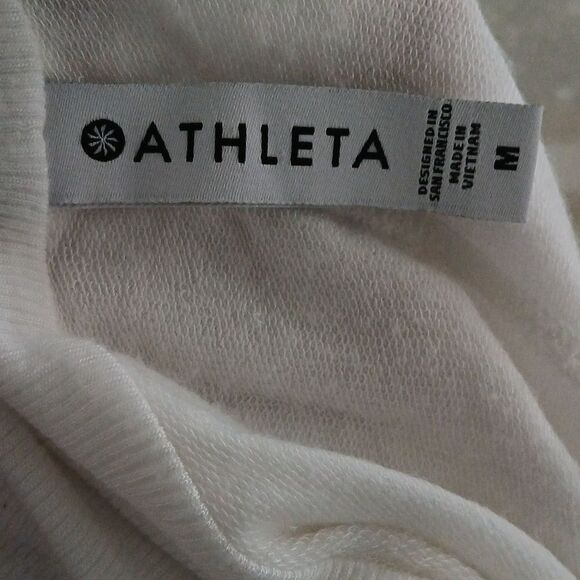 ATHLETA
DESIGNED IN
SAN FRANCISCO
MADE IN
VIETNAM
M